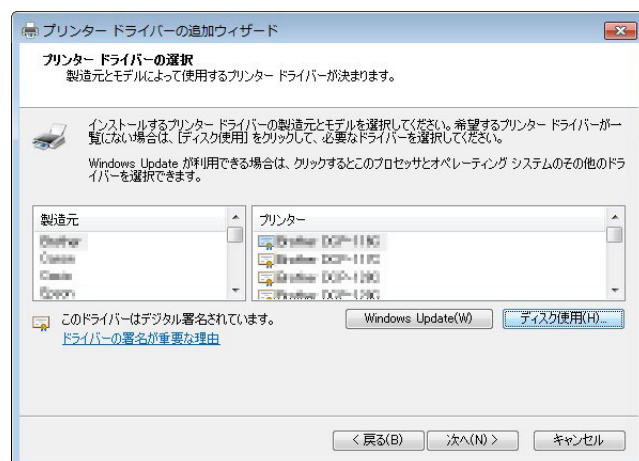 プリンター ドライバーの追加ウィザード
プリンター ドライバーの選択
製造元とモデルによって使用するプリンター ドライバーが決まります。
インストールするプリンター ドライバーの製造元とモデルを選択してください。希望するプリンター ドライバーが一
覧にない場合は、[ディスク使用] をクリックして、必要なドライバーを選択してください。
Windows Update が利用できる場合は、クリックするとこのプロセッサとオペレーティング システムのその他のドラ
イバーを選択できます。
製造元
プリンター
このドライバーはデジタル署名されています。
Windows Update(W)
ディスク使用(H)...
ドライバーの署名が重要な理由
< 戻る(B)
次へ(N) >
キャンセル